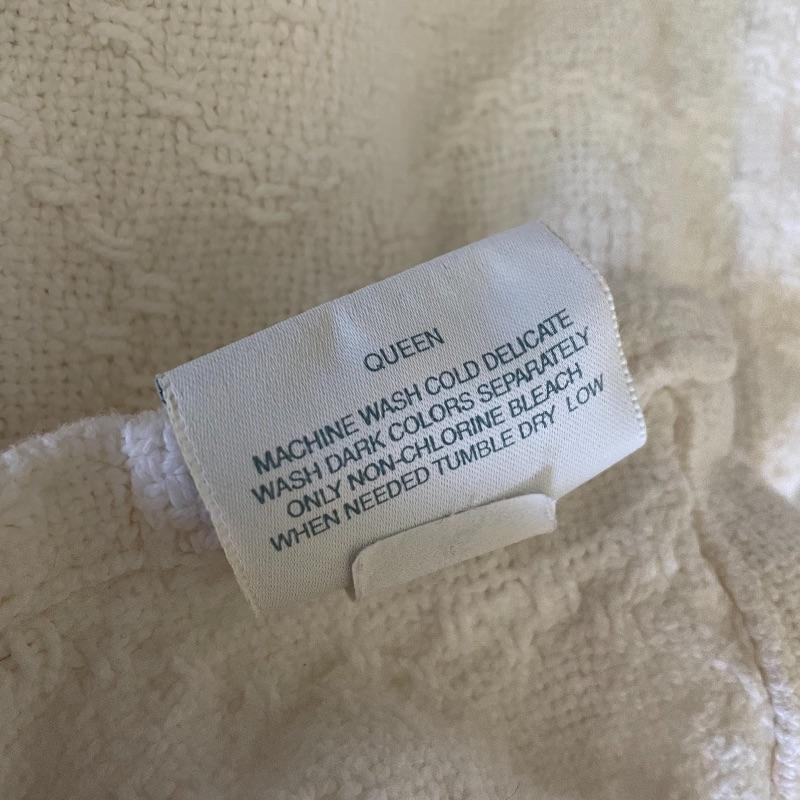 QUEEN
MACHINE WASH COLD DELICATE
WASH DARK COLORS SEPARATELY
ONLY NON-CHLORINE BLEACH
WHEN NEEDED TUMBLE DRY LOW